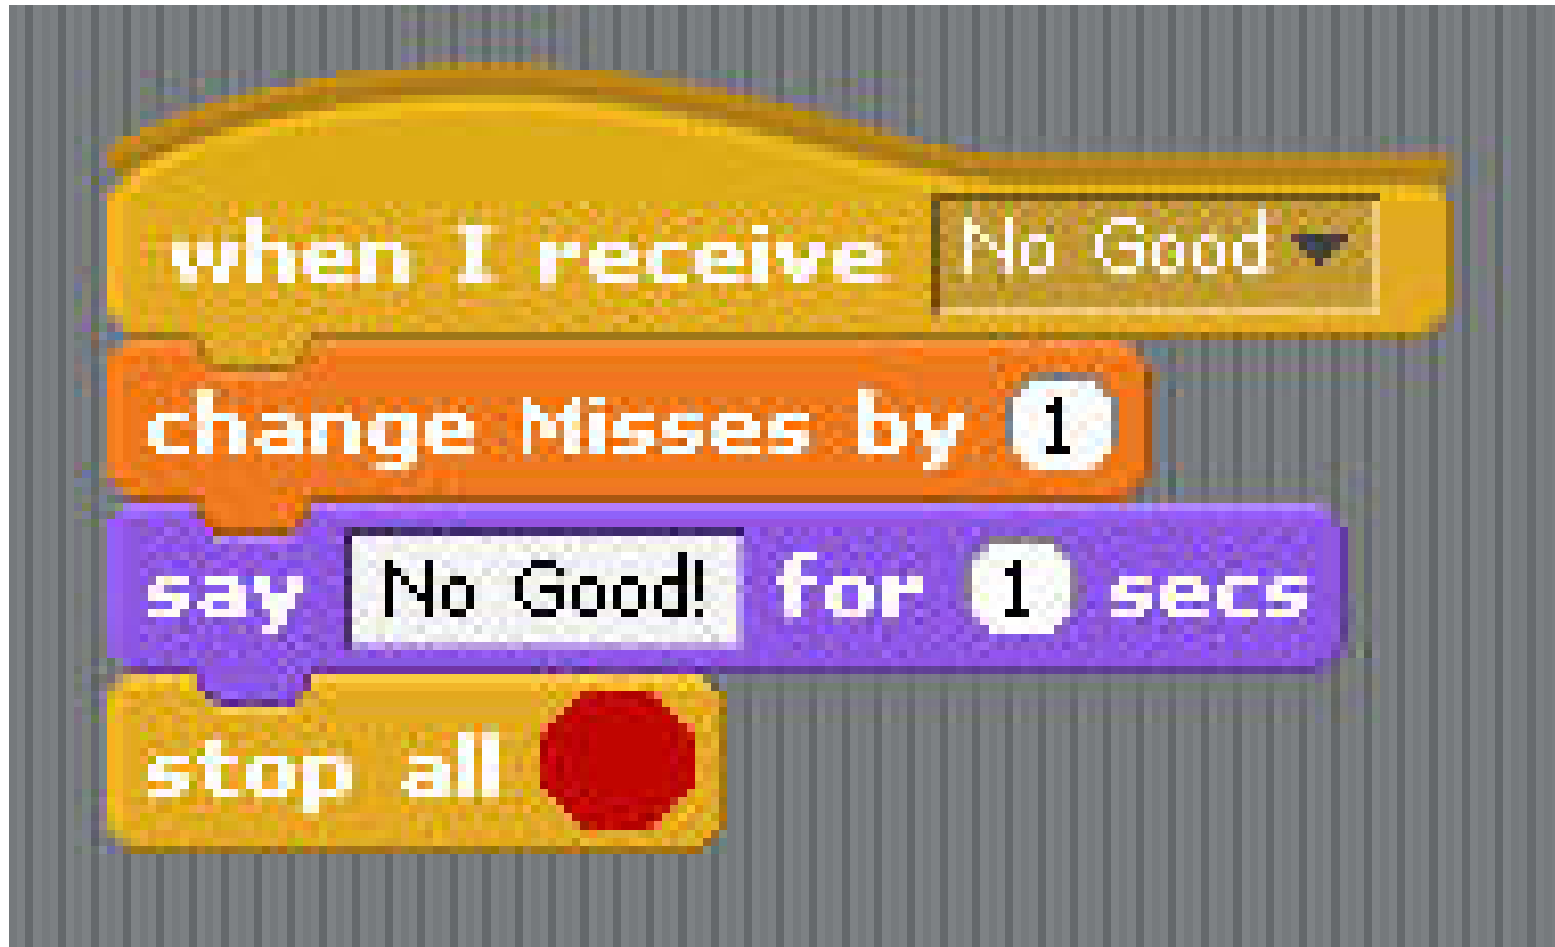 when I receive No Good
change Misses by 1
say No Good! for 1 secs
stop all